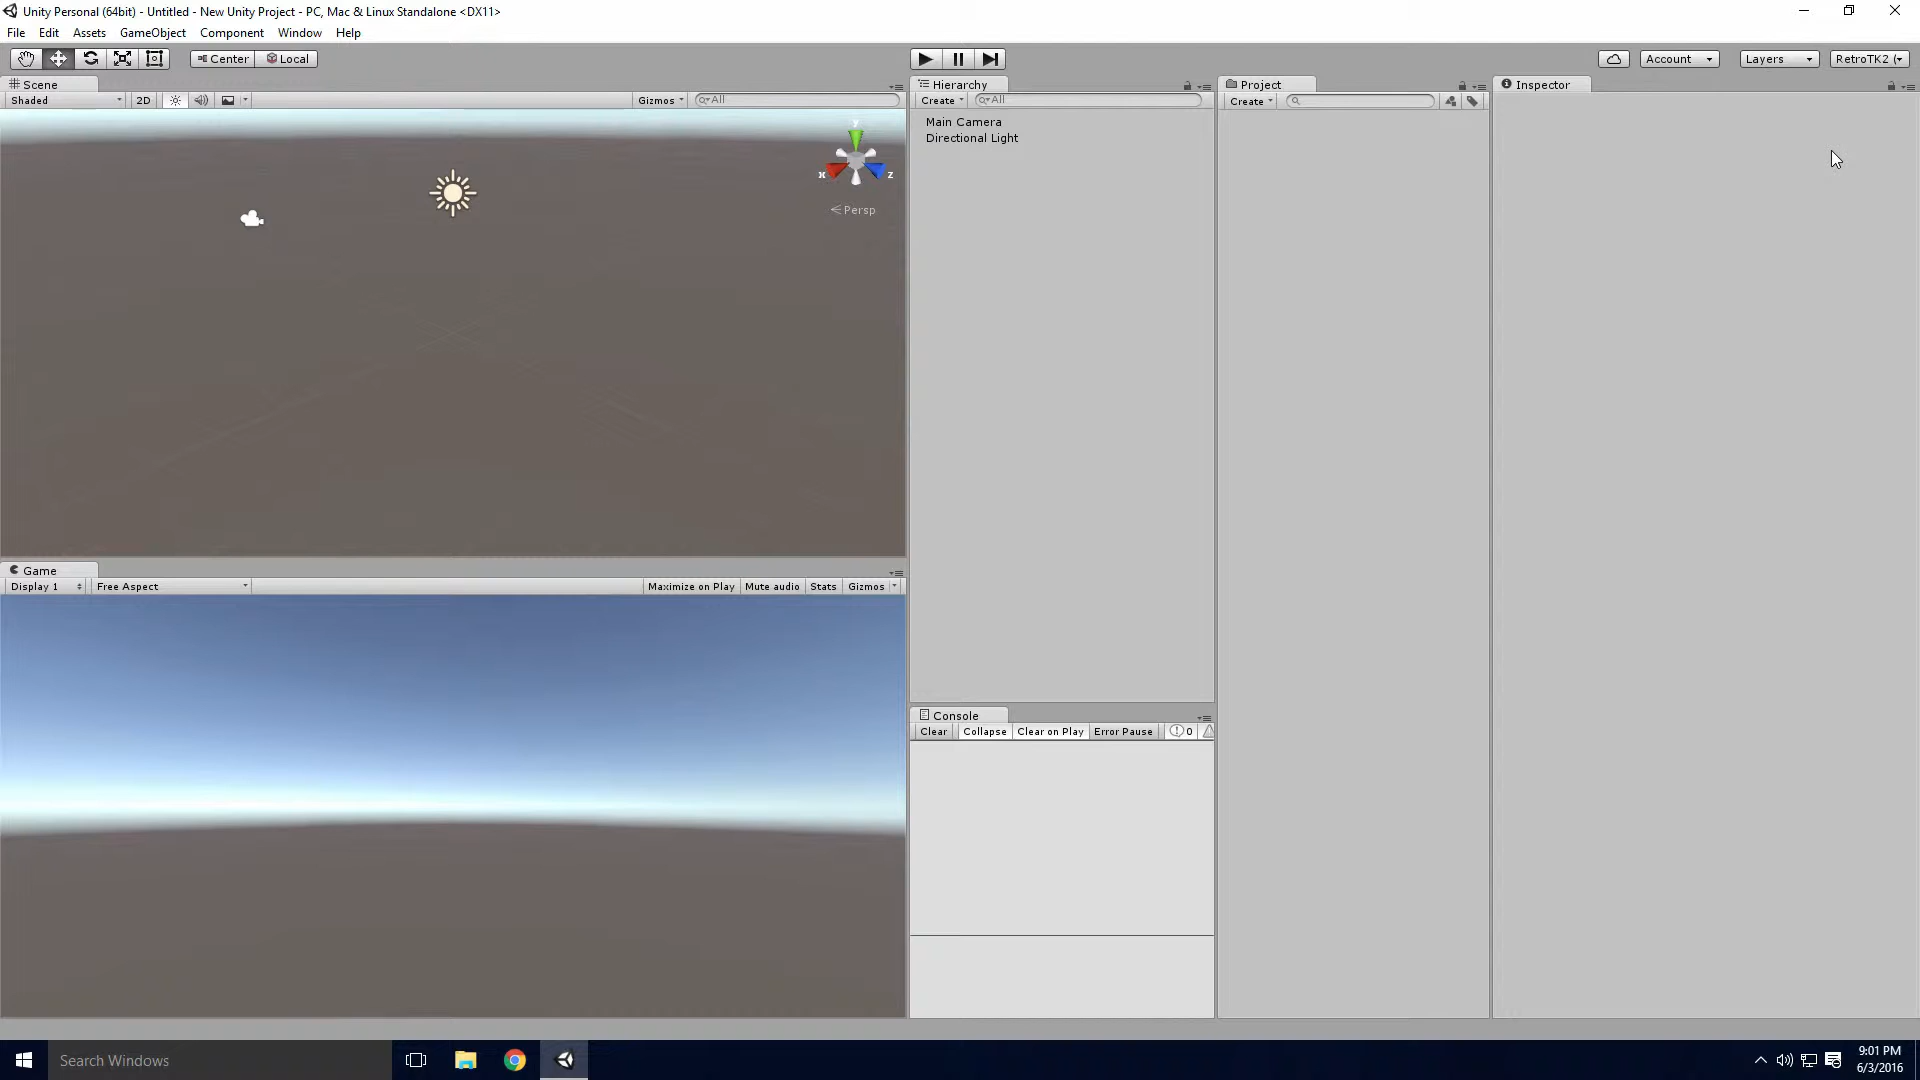 Unity Personal (64bit) - Untitled - New Unity Project - PC, Mac & Linux Standalone <DX11>
File Edit Assets GameObject Component Window Help
Center Local Account Layers RetroTK2 (
Scene
Shaded 2D Gizmos All
y
x z
Persp
Hierarchy
Create All
Main Camera
Directional Light
Project
Create
Inspector
Game
Display 1 Free Aspect Maximize on Play Mute audio Stats Gizmos
Console
Clear Collapse Clear on Play Error Pause 0
Search Windows
9:01 PM
6/3/2016